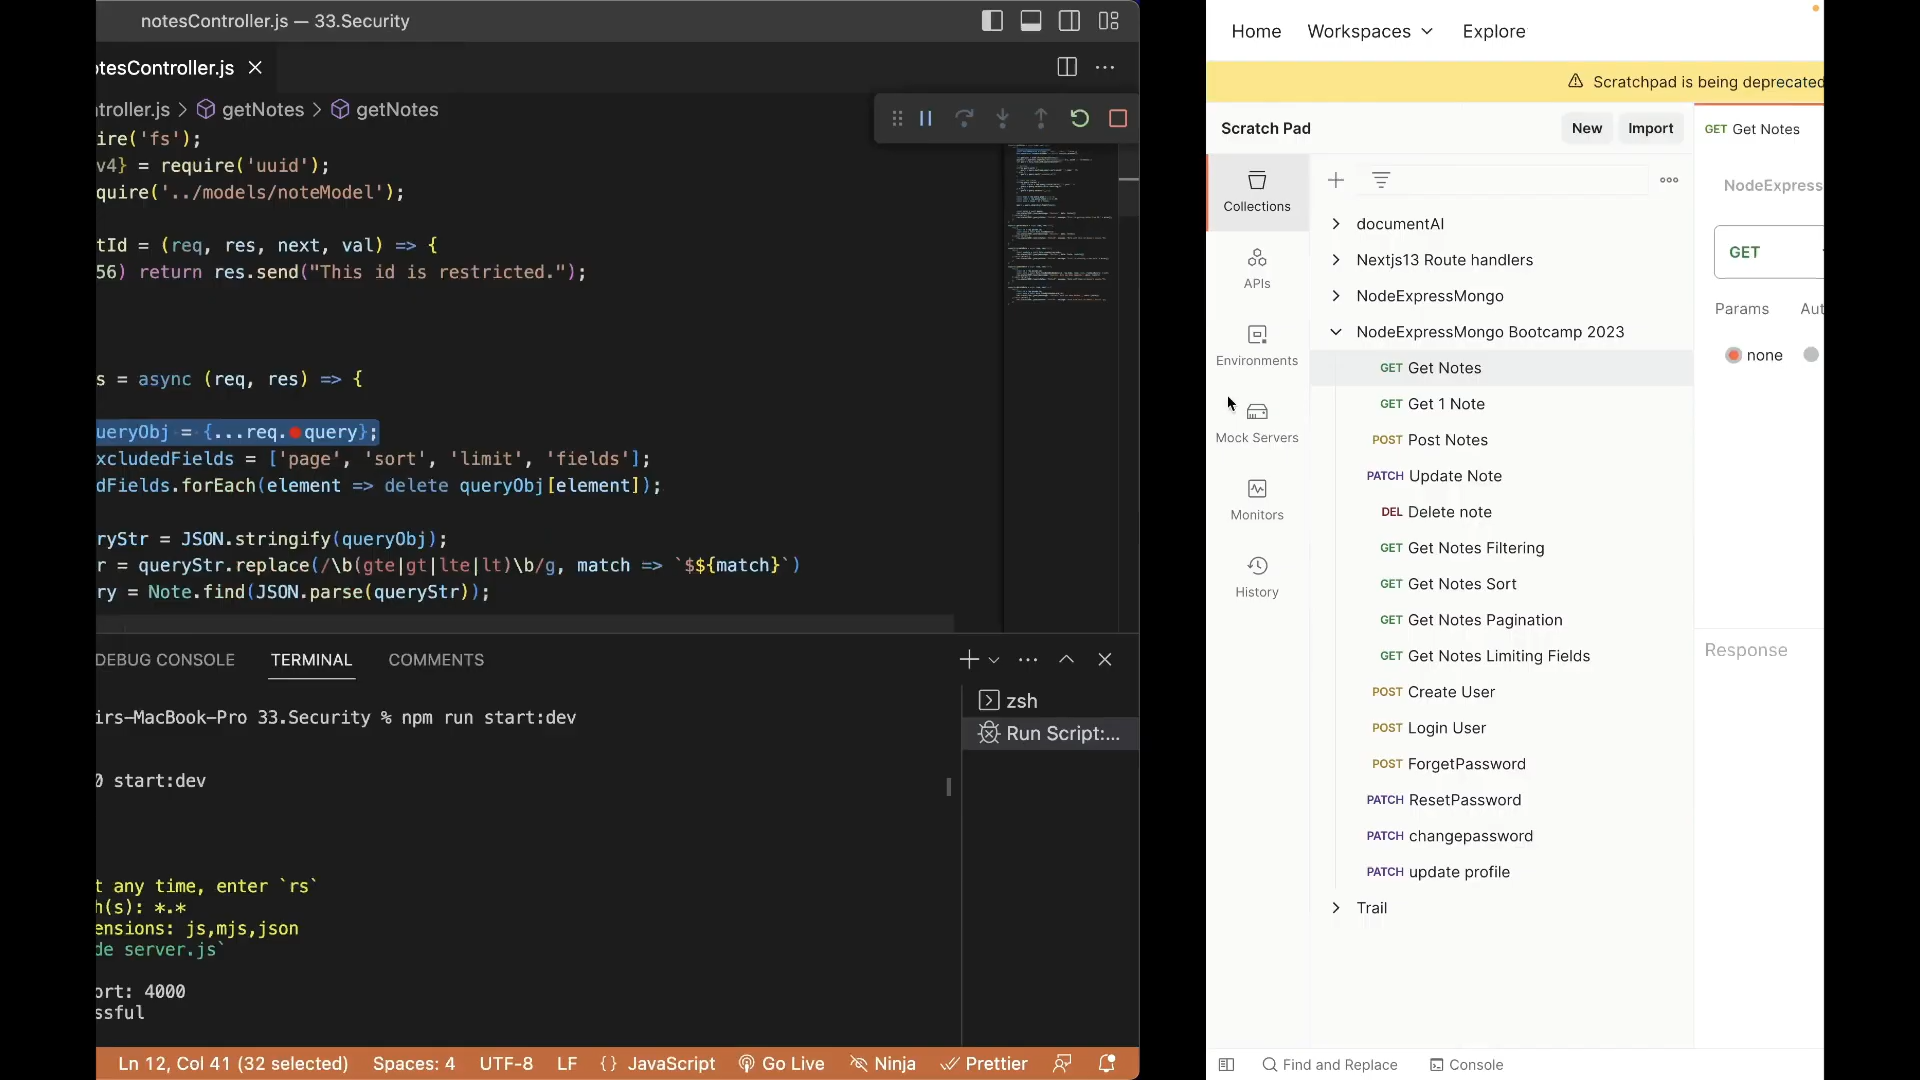 notesController.js — 33.Security
otesController.js
ntroller.js > getNotes > getNotes
ire('fs');
v4} = require('uuid');
quire('../models/noteModel');
tId = (req, res, next, val) => {
56) return res.send("This id is restricted.");
s = async (req, res) => {
ueryObj = {...req.query};
xcludedFields = ['page', 'sort', 'limit', 'fields'];
dFields.forEach(element => delete queryObj[element]);
ryStr = JSON.stringify(queryObj);
r = queryStr.replace(/\b(gte|gt|lte|lt)\b/g, match => `$${match}`)
ry = Note.find(JSON.parse(queryStr));
DEBUG CONSOLE TERMINAL COMMENTS
zsh
Run Script:...
irs-MacBook-Pro 33.Security % npm run start:dev
0 start:dev
t any time, enter `rs`
h(s): *.*
ensions: js,mjs,json
de server.js`
ort: 4000
ssful
Ln 12, Col 41 (32 selected) Spaces: 4 UTF-8 LF {} JavaScript Go Live Ninja Prettier
Home Workspaces Explore
Scratchpad is being deprecated
Scratch Pad New Import
GET Get Notes
Collections
APIs
Environments
Mock Servers
Monitors
History
documentAI
Nextjs13 Route handlers
NodeExpressMongo
NodeExpressMongo Bootcamp 2023
GET Get Notes
GET Get 1 Note
POST Post Notes
PATCH Update Note
DEL Delete note
GET Get Notes Filtering
GET Get Notes Sort
GET Get Notes Pagination
GET Get Notes Limiting Fields
POST Create User
POST Login User
POST ForgetPassword
PATCH ResetPassword
PATCH changepassword
PATCH update profile
Trail
NodeExpress
GET
Params Aut
none
Response
Find and Replace Console